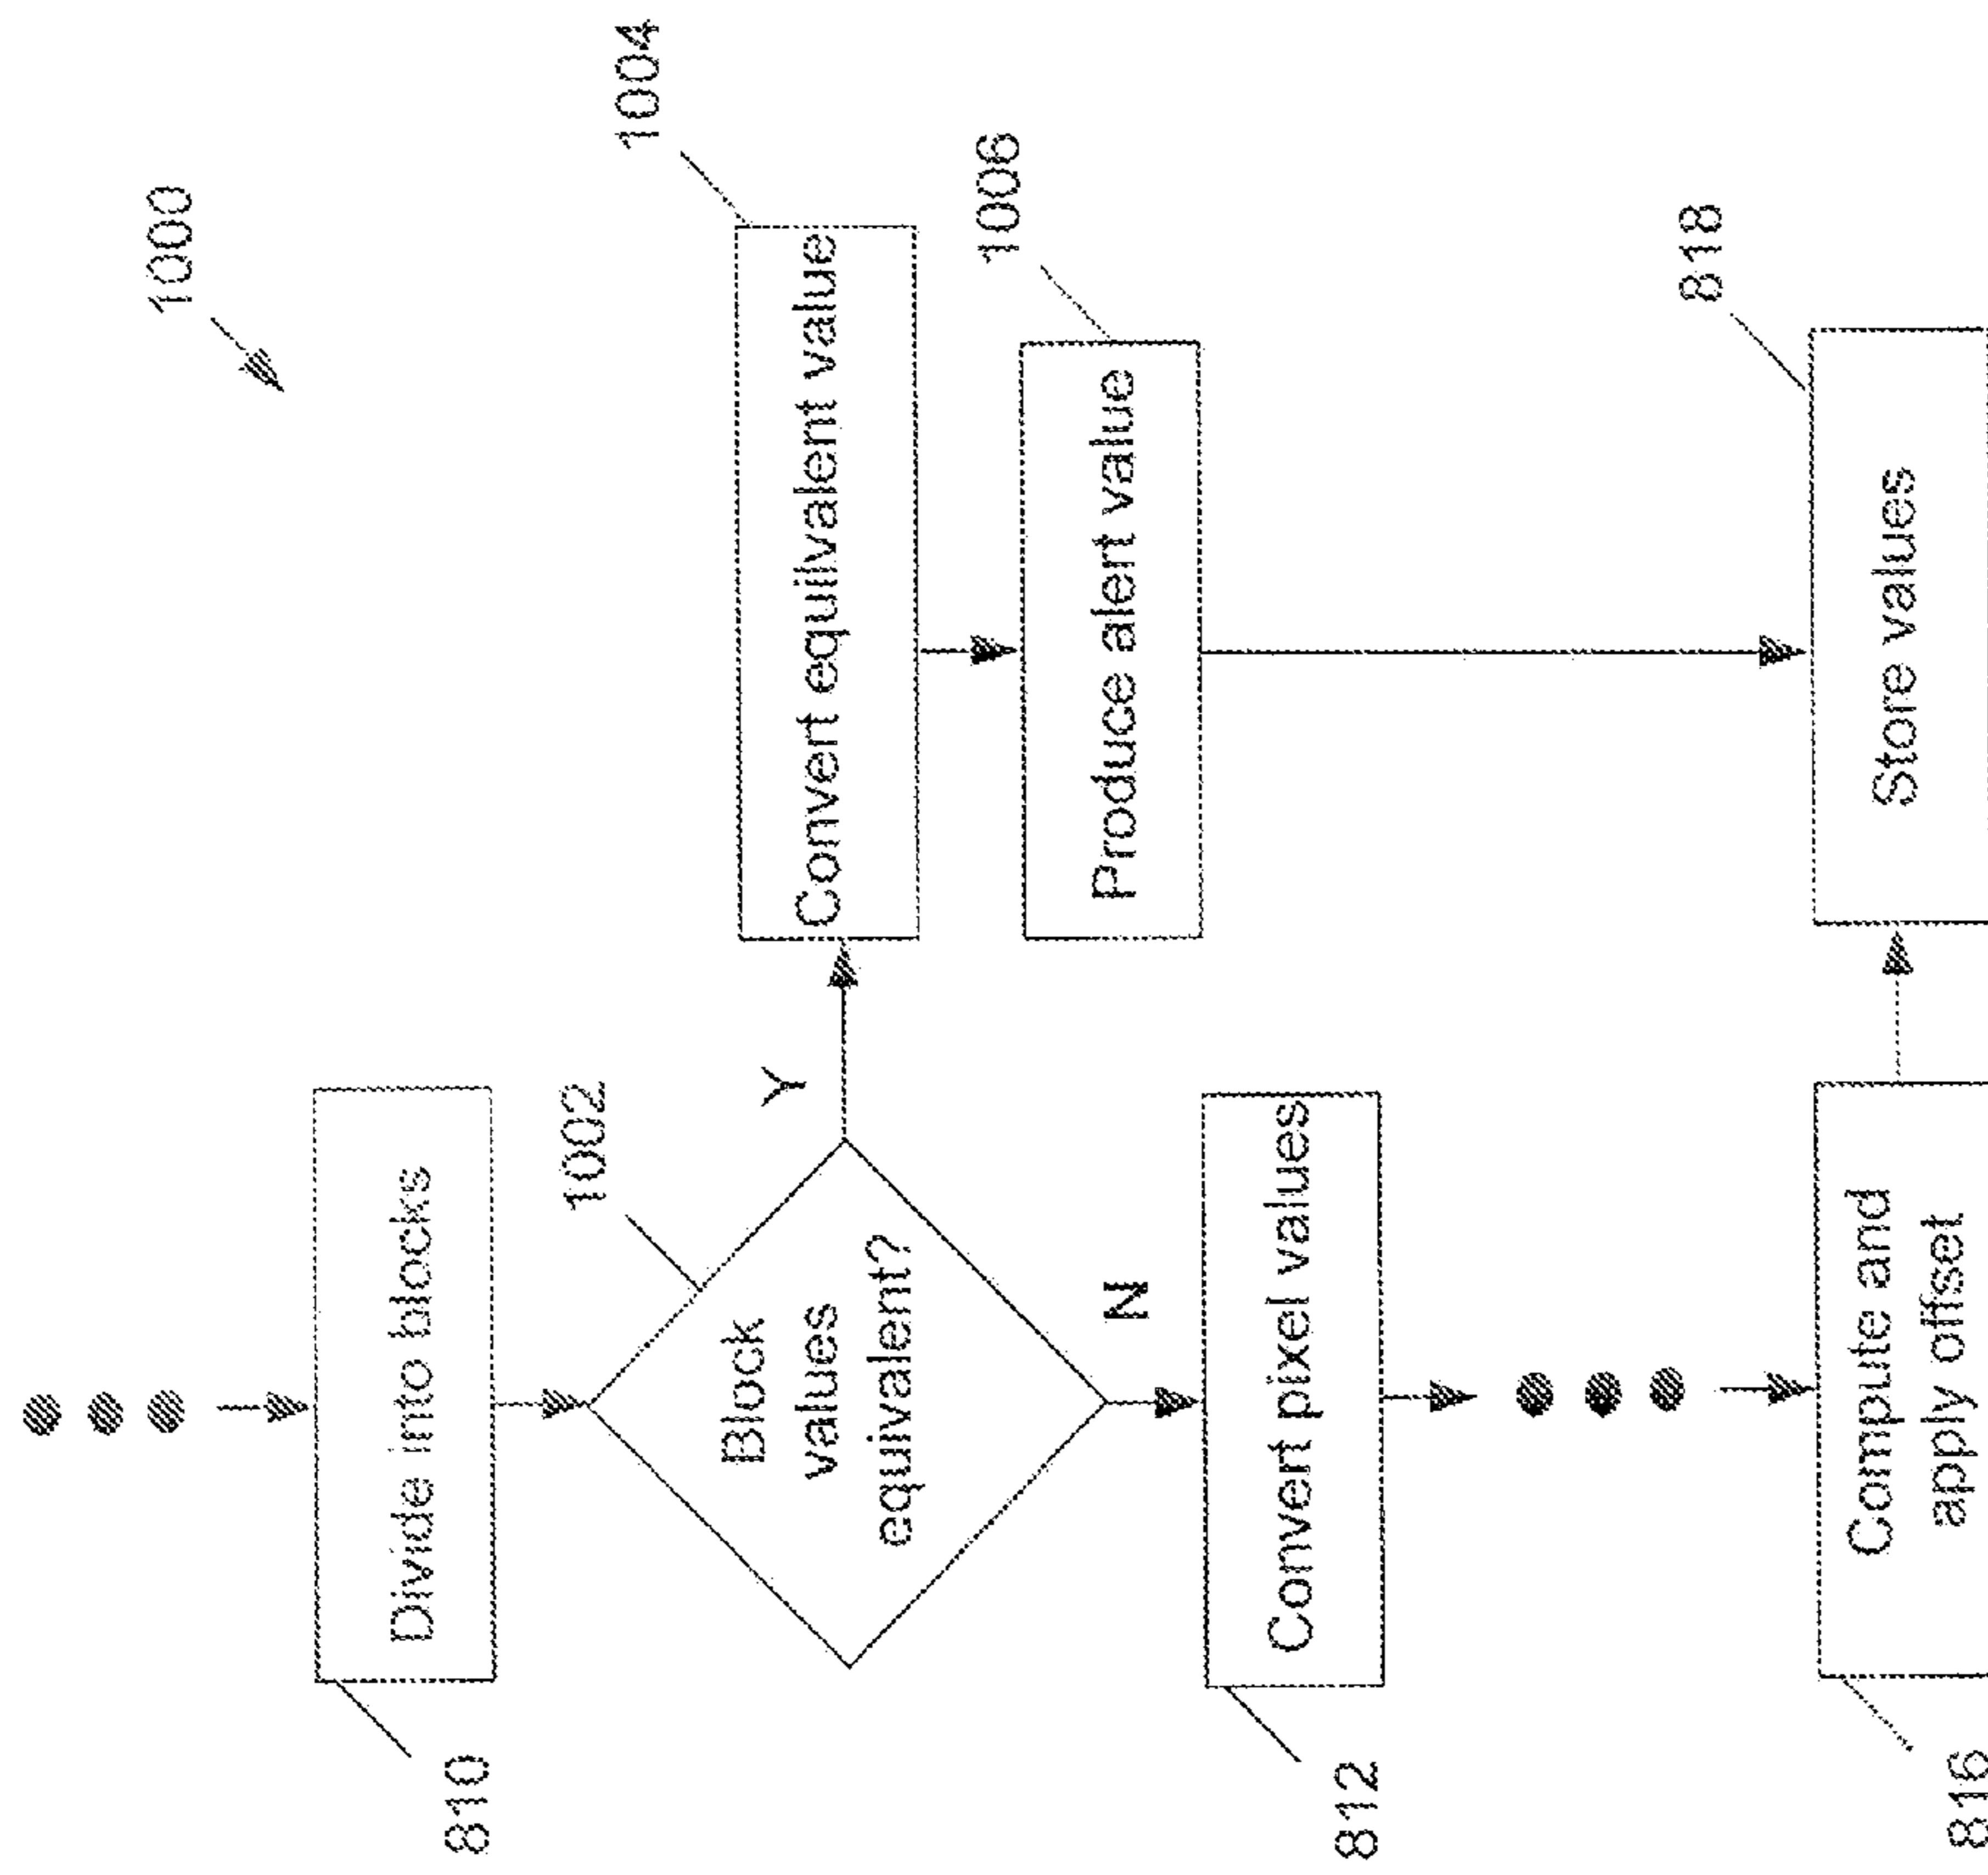 1000
Divide into blocks
810
1002
1004
Block
values
equivalent?
Y
Convert equilvalent value
1006
Produce alert value
N
Convert pixel values
812
818
Compute and
apply offset
Store values
816